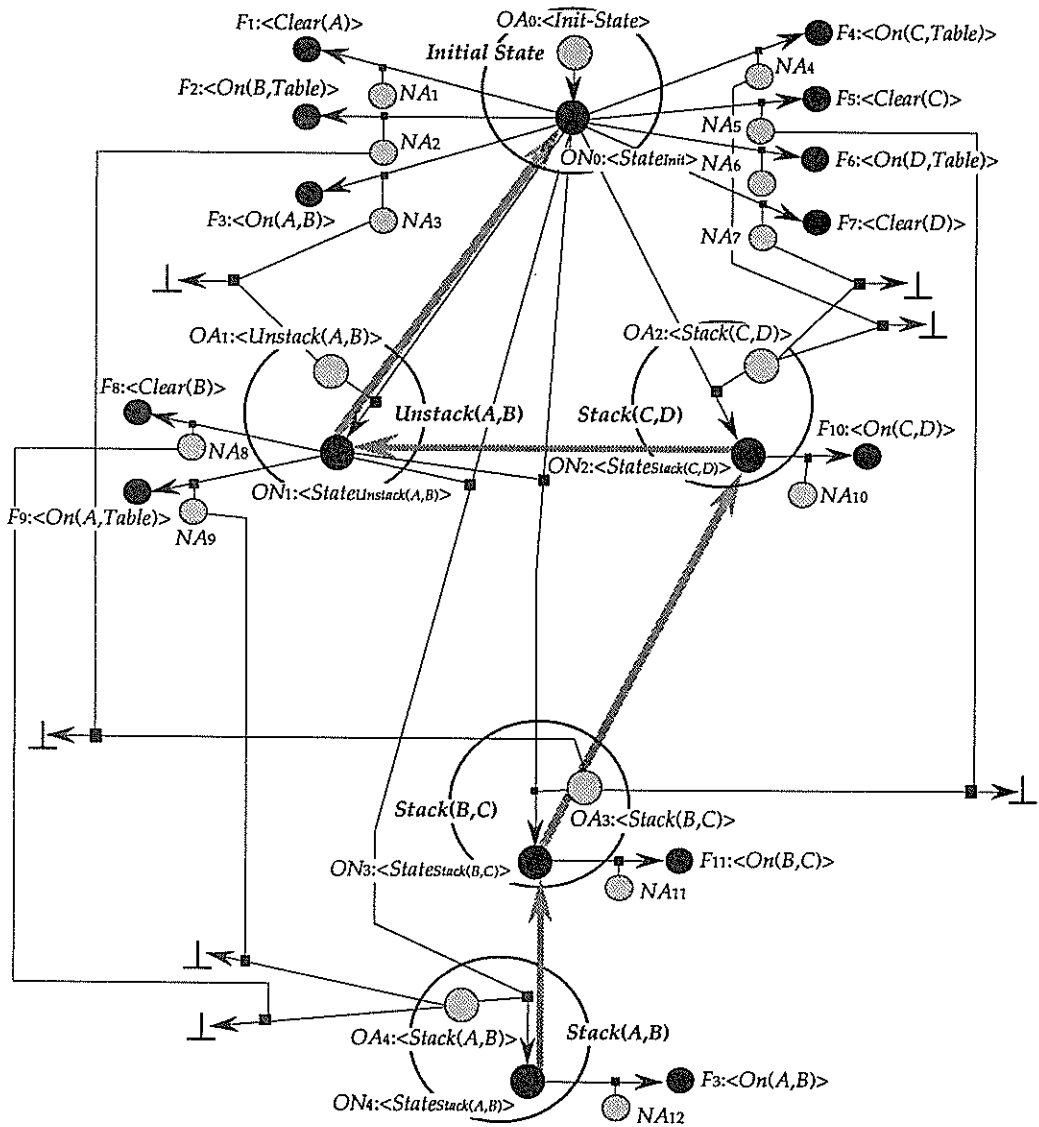 F1:<Clear(A)>
OA0:<Init-State>
F4:<On(C,Table)>
Initial State
NA4
F2:<On(B,Table)>
NA1
F5:<Clear(C)>
NA5
NA2
ON0:<StateInit>
NA6
F6:<On(D,Table)>
F3:<On(A,B)>
NA3
NA7
F7:<Clear(D)>
OA1:<Unstack(A,B)>
OA2:<Stack(C,D)>
F8:<Clear(B)>
Unstack(A,B)
Stack(C,D)
F10:<On(C,D)>
NA8
ON2:<StateStack(C,D)>
ON1:<StateUnstack(A,B)>
NA10
F9:<On(A,Table)>
NA9
Stack(B,C)
OA3:<Stack(B,C)>
ON3:<StateStack(B,C)>
F11:<On(B,C)>
NA11
OA4:<Stack(A,B)>
Stack(A,B)
F3:<On(A,B)>
ON4:<StateStack(A,B)>
NA12